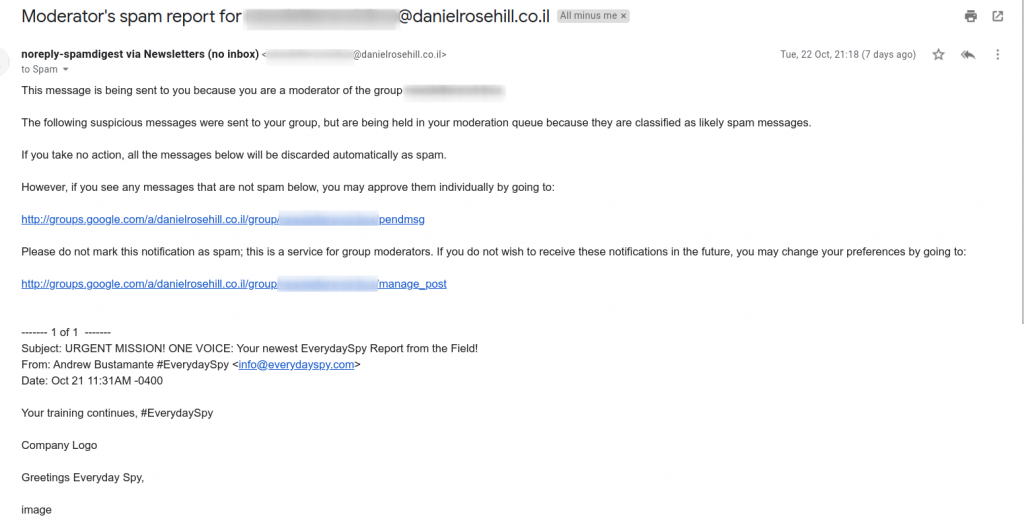 Moderator's spam report for @danielrosehill.co.il All minus me ×
noreply-spamdigest via Newsletters (no inbox) < @danielrosehill.co.il> Tue, 22 Oct, 21:18 (7 days ago)
to Spam
This message is being sent to you because you are a moderator of the group
The following suspicious messages were sent to your group, but are being held in your moderation queue because they are classified as likely spam messages.
If you take no action, all the messages below will be discarded automatically as spam.
However, if you see any messages that are not spam below, you may approve them individually by going to:
http://groups.google.com/a/danielrosehill.co.il/group/ pendmsg
Please do not mark this notification as spam; this is a service for group moderators. If you do not wish to receive these notifications in the future, you may change your preferences by going to:
http://groups.google.com/a/danielrosehill.co.il/group /manage_post
------- 1 of 1 -------
Subject: URGENT MISSION! ONE VOICE: Your newest EverydaySpy Report from the Field!
From: Andrew Bustamante #EverydaySpy <info@everydayspy.com>
Date: Oct 21 11:31AM -0400
Your training continues, #EverydaySpy
Company Logo
Greetings Everyday Spy,
image